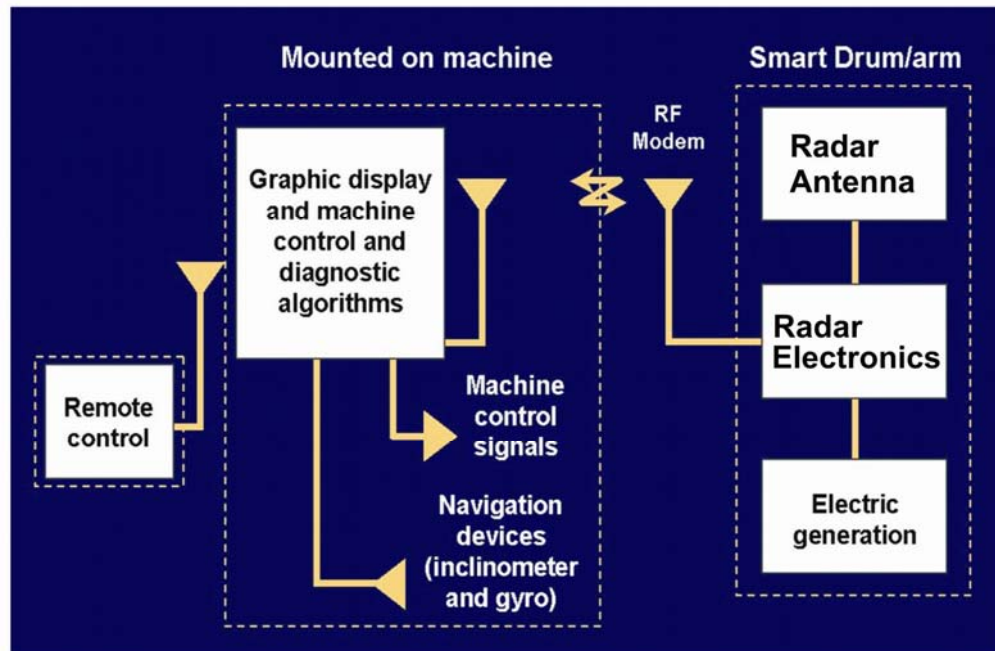 Mounted on machine
Smart Drum/arm
RF
Modem
Graphic display
and machine
control and
diagnostic
algorithms
Radar
Antenna
Radar
Electronics
Remote
control
Machine
control
signals
Navigation
devices
(inclinometer
and gyro)
Electric
generation